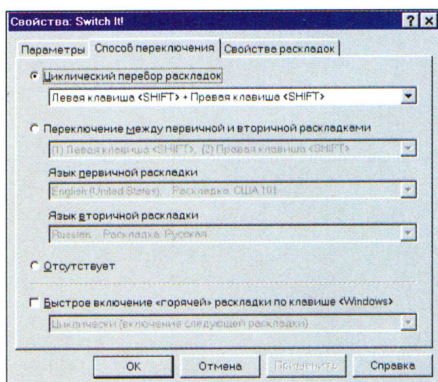 Свойства: Switch It!
Параметры Способ переключения Свойства раскладок
Циклический перебор раскладок
Левая клавиша <SHIFT> + Правая клавиша <SHIFT>
Переключение между первичной и вторичной раскладками
(1) Левая клавиша <SHIFT>, (2) Правая клавиша <SHIFT>
Язык первичной раскладки
English (United States), Раскладка США 101
Язык вторичной раскладки
Russian, Раскладка Русская
Отсутствует
Быстрое включение «горячей» раскладки по клавише <Windows>
Циклически (включение следующей раскладки)
OK Отмена Применить Справка